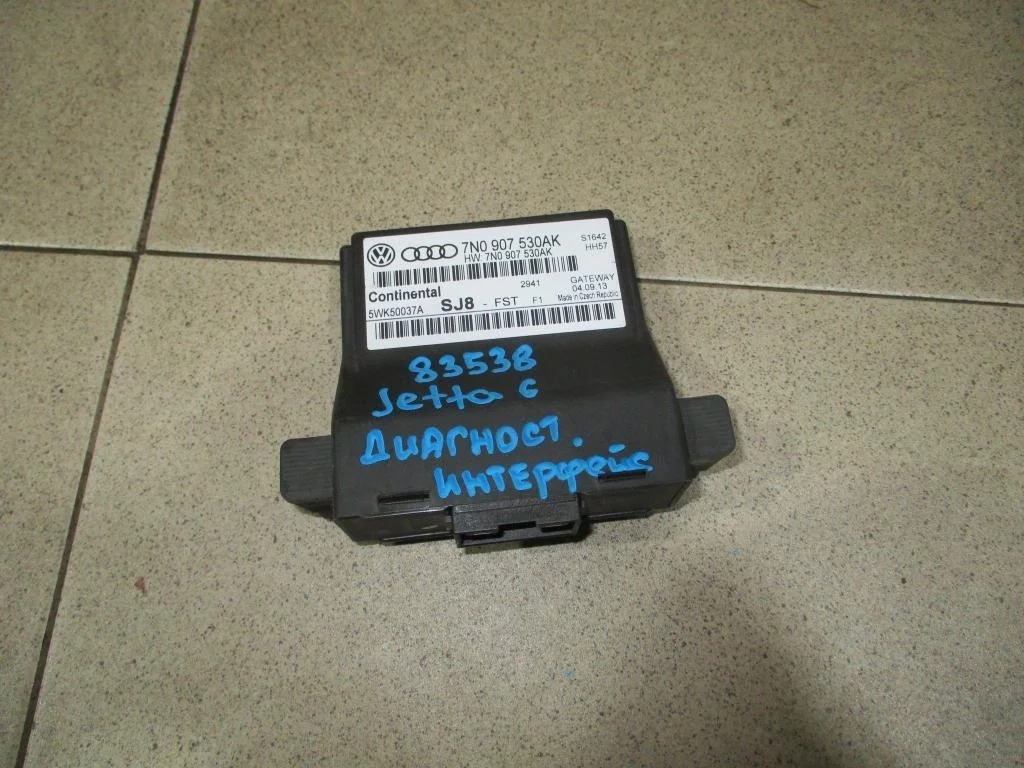 7N0 907 530AK
HW: 7N0 907 530AK
S1642
HH57
Continental
2941
GATEWAY
04.09.13
5WK50037A
SJ8 - FST F1
Made in Czech Republic
83538
Jetta 6
ДИАГНОСТ.
ИНТЕРФЕЙС